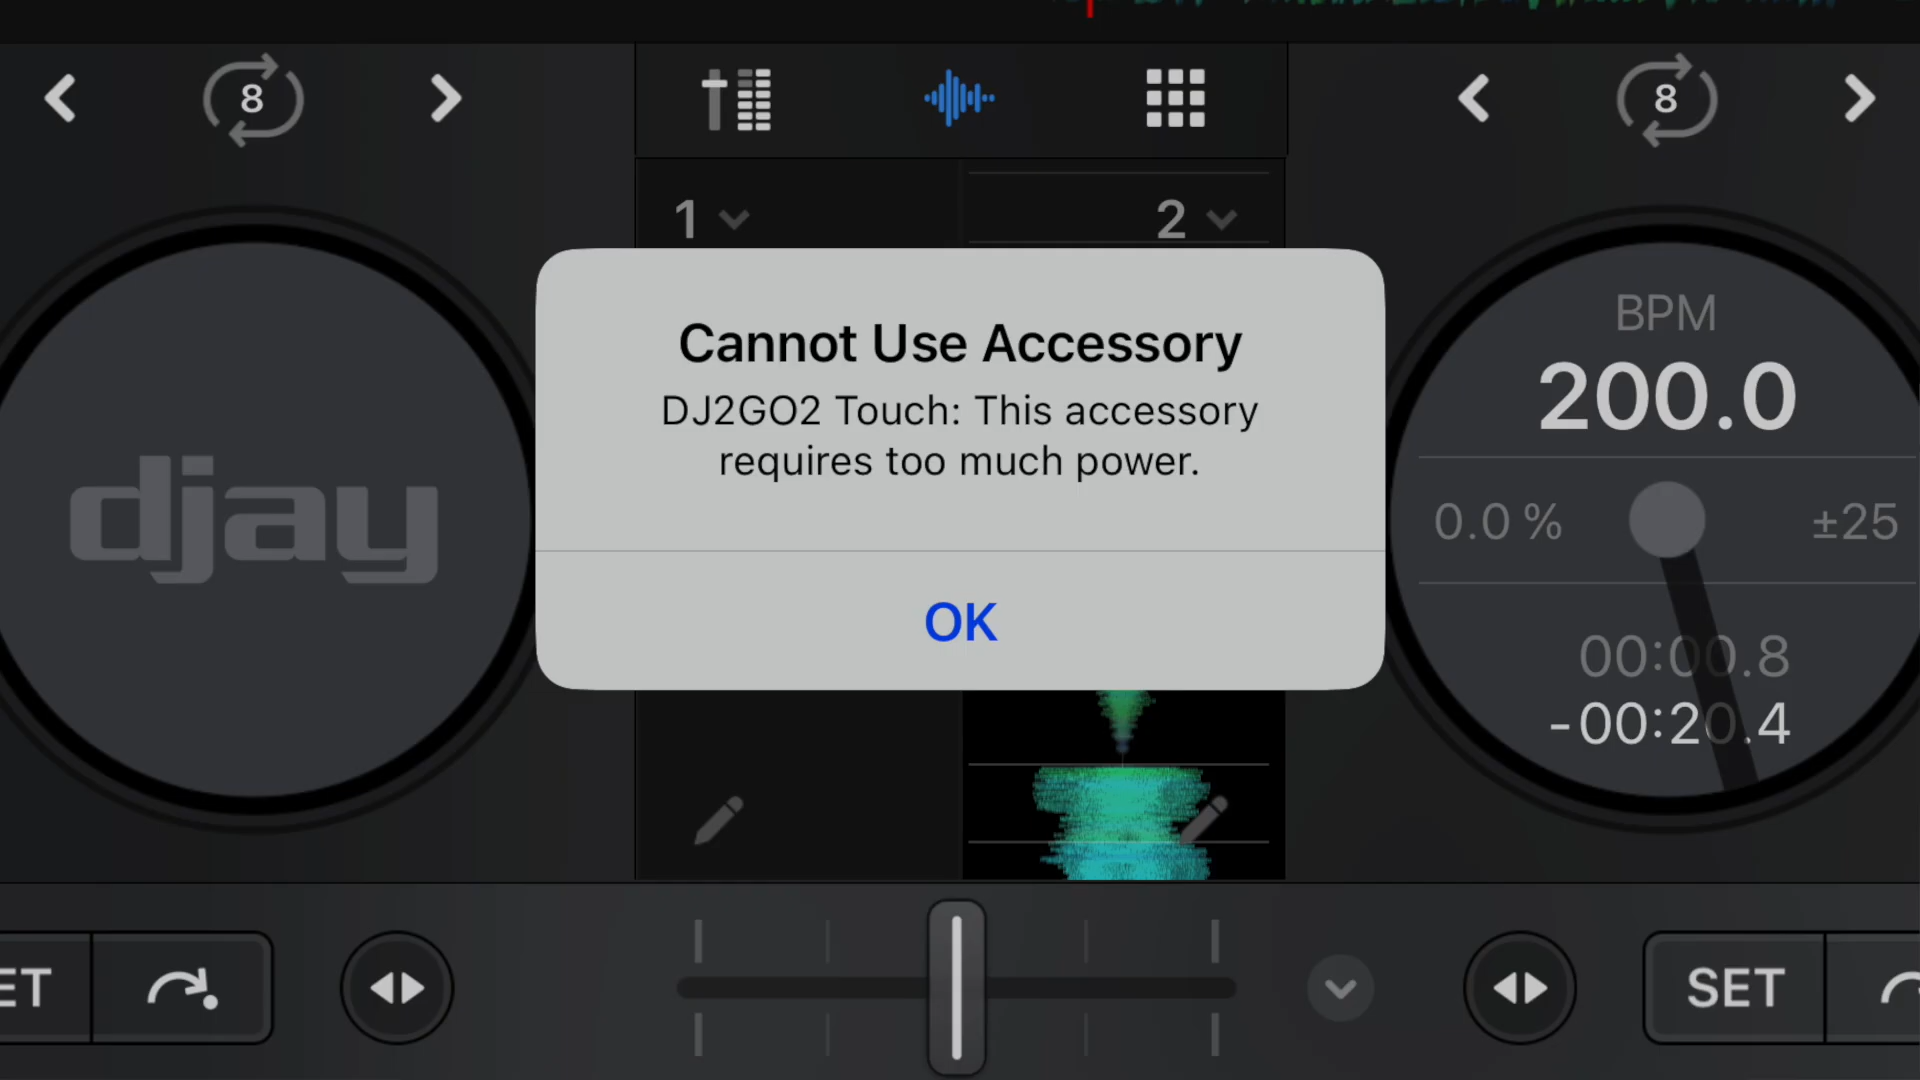 8
8
1
2
Cannot Use Accessory
DJ2GO2 Touch: This accessory
requires too much power.
OK
djay
BPM
200.0
0.0 %
±25
00:00.8
-00:20.4
ET
SET